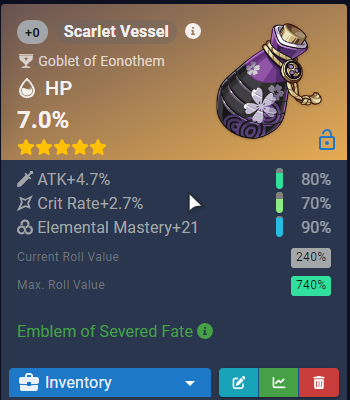 +0 Scarlet Vessel
Goblet of Eonothem
HP
7.0%
ATK+4.7% 80%
Crit Rate+2.7% 70%
Elemental Mastery+21 90%
Current Roll Value 240%
Max. Roll Value 740%
Emblem of Severed Fate
Inventory